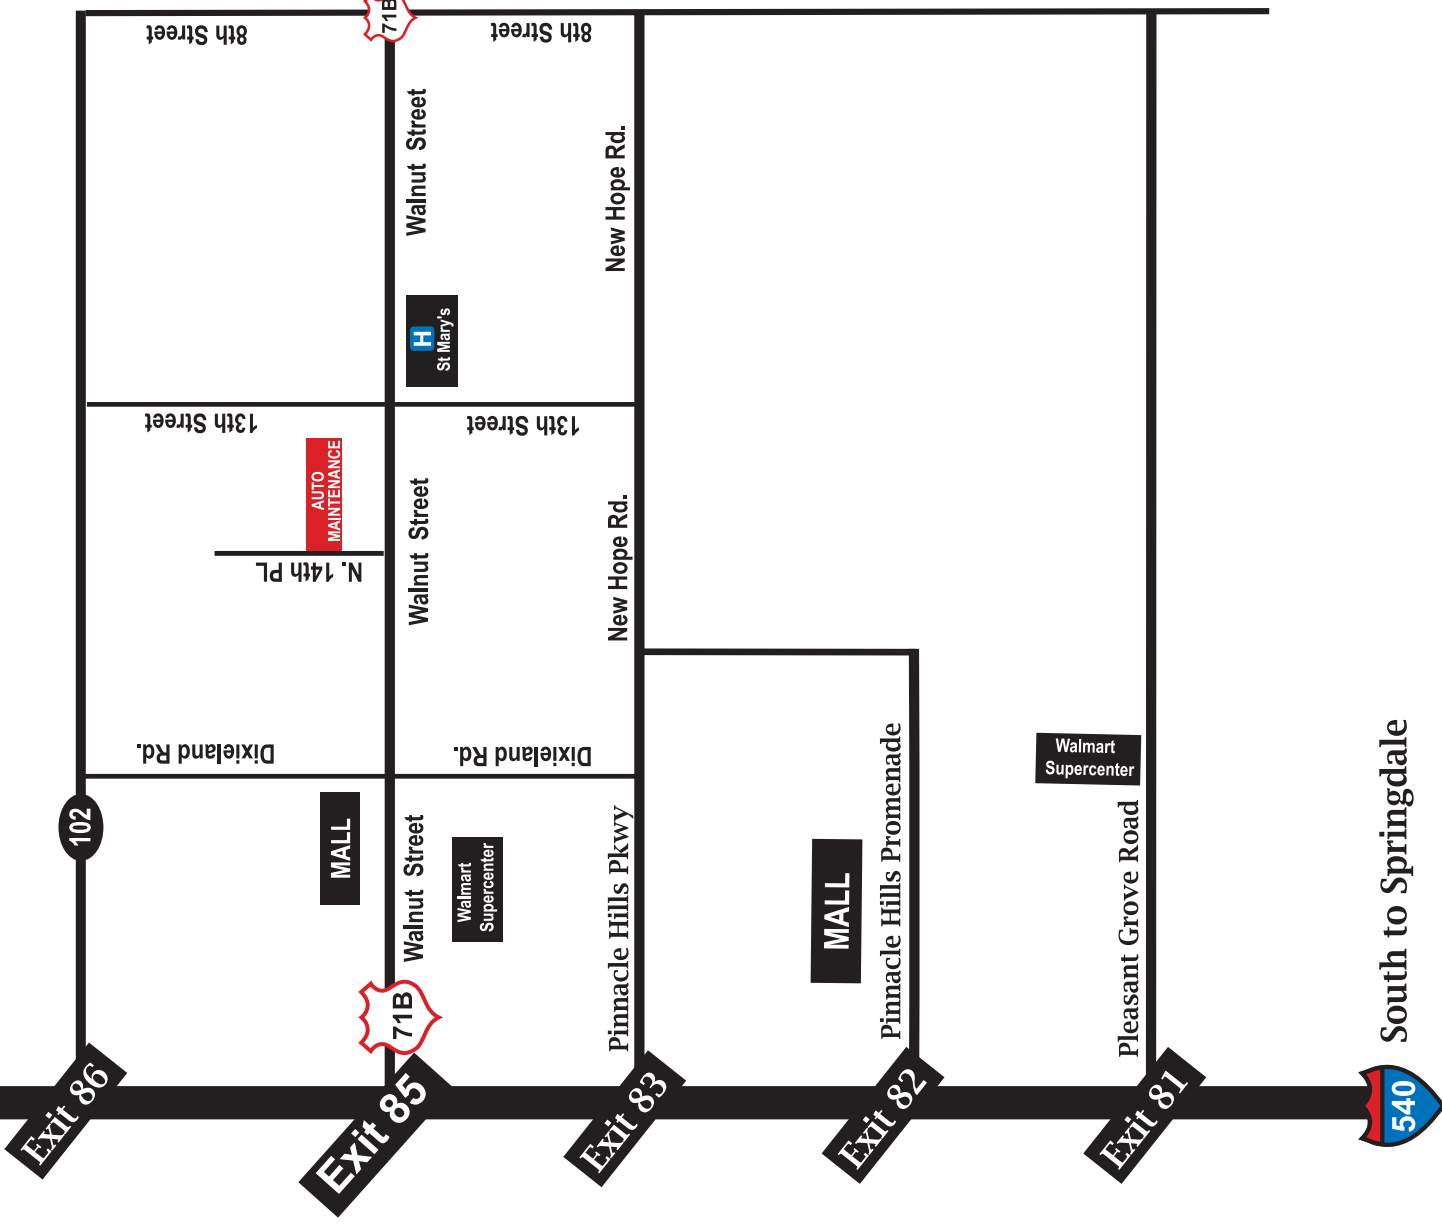 8th Street
71B
8th Street
Walnut Street
New Hope Rd.
H
St Mary's
13th Street
13th Street
AUTO
MAINTENANCE
N. 14th PL
Walnut Street
New Hope Rd.
Dixieland Rd.
Dixieland Rd.
102
MALL
Walnut Street
Walmart
Supercenter
Pinnacle Hills Pkwy
MALL
Pinnacle Hills Promenade
Walmart
Supercenter
Pleasant Grove Road
South to Springdale
71B
Exit 86
Exit 85
Exit 83
Exit 82
Exit 81
540